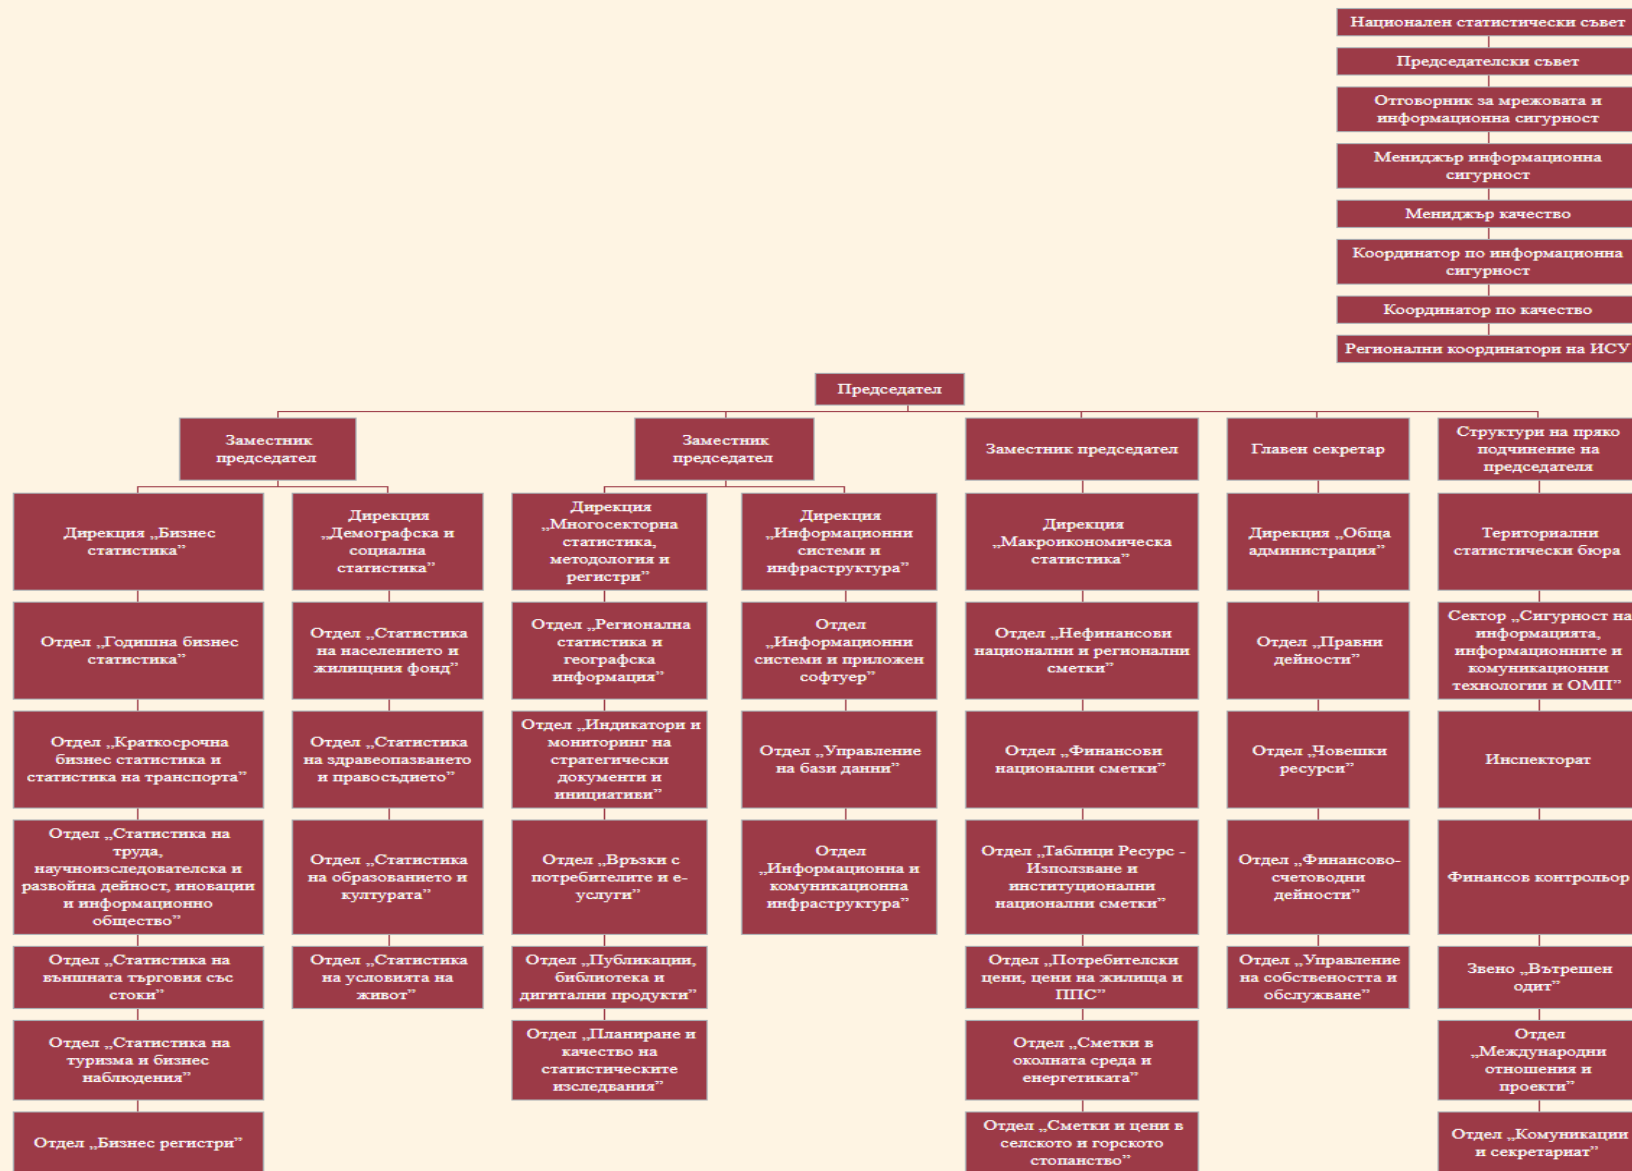 Национален статистически съвет
Председателски съвет
Отговорник за мрежовата и
информационна сигурност
Мениджър информационна
сигурност
Мениджър качество
Координатор по информационна
сигурност
Координатор по качество
Регионални координатори на ИСУ
Председател
Заместник
председател
Заместник
председател
Заместник председател
Главен секретар
Структури на пряко
подчинение на
председателя
Дирекция „Бизнес
статистика”
Дирекция
„Демографска и
социална
статистика”
Дирекция
„Многосекторна
статистика,
методология и
регистри”
Дирекция
„Информационни
системи и
инфраструктура”
Дирекция
„Макроикономическа
статистика”
Дирекция „Обща
администрация”
Териториални
статистически бюра
Отдел „Годишна бизнес
статистика”
Отдел „Статистика
на населението и
жилищния фонд”
Отдел „Регионална
статистика и
географска
информация”
Отдел
„Информационни
системи и приложен
софтуер”
Отдел „Нефинансови
национални и регионални
сметки”
Отдел „Правни
дейности”
Сектор „Сигурност на
информацията,
информационните и
комуникационни
технологии и ОМП”
Отдел „Краткосрочна
бизнес статистика и
статистика на транспорта”
Отдел „Статистика
на здравеопазването
и правосъдието”
Отдел „Индикатори и
мониторинг на
стратегически
документи и
инициативи”
Отдел „Управление
на бази данни”
Отдел „Финансови
национални сметки”
Отдел „Човешки
ресурси”
Инспекторат
Отдел „Статистика на
труда,
научноизследователска и
развойна дейност, иновации
и информационно
общество”
Отдел „Статистика
на образованието и
културата”
Отдел „Връзки с
потребителите и е-
услуги”
Отдел
„Информационна и
комуникационна
инфраструктура”
Отдел „Таблици Ресурс -
Използване и
институционални
национални сметки”
Отдел „Финансово-
счетоводни
дейности”
Финансов контрольор
Отдел „Статистика на
външната търговия със
стоки”
Отдел „Статистика
на условията на
живот”
Отдел „Публикации,
библиотека и
дигитални продукти”
Отдел „Потребителски
цени, цени на жилища и
ППС”
Отдел „Управление
на собствеността и
обслужване”
Звено „Вътрешен
одит”
Отдел „Статистика на
туризма и бизнес
наблюдения”
Отдел „Планиране и
качество на
статистическите
изследвания”
Отдел „Сметки в
околната среда и
енергетиката”
Отдел
„Международни
отношения и
проекти”
Отдел „Бизнес регистри”
Отдел „Сметки и цени в
селското и горското
стопанство”
Отдел „Комуникации
и секретариат”